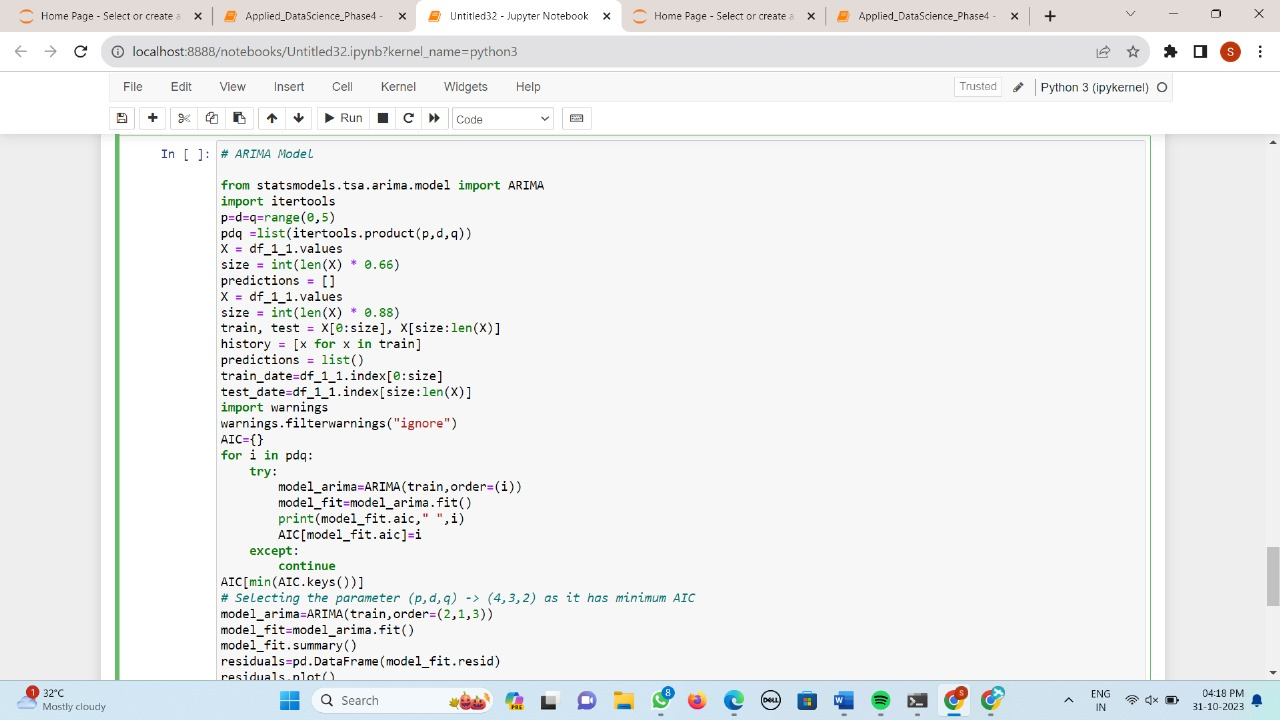 Home Page - Select or create a
Applied_DataScience_Phase4 -
Untitled32 - Jupyter Notebook
Home Page - Select or create a
Applied_DataScience_Phase4 -
localhost:8888/notebooks/Untitled32.ipynb?kernel_name=python3
S
File Edit View Insert Cell Kernel Widgets Help
Trusted
Python 3 (ipykernel)
Run
Code
In [ ]: # ARIMA Model
from statsmodels.tsa.arima.model import ARIMA
import itertools
p=d=q=range(0,5)
pdq =list(itertools.product(p,d,q))
X = df_1_1.values
size = int(len(X) * 0.66)
predictions = []
X = df_1_1.values
size = int(len(X) * 0.88)
train, test = X[0:size], X[size:len(X)]
history = [x for x in train]
predictions = list()
train_date=df_1_1.index[0:size]
test_date=df_1_1.index[size:len(X)]
import warnings
warnings.filterwarnings("ignore")
AIC={}
for i in pdq:
    try:
        model_arima=ARIMA(train,order=(i))
        model_fit=model_arima.fit()
        print(model_fit.aic," ",i)
        AIC[model_fit.aic]=i
    except:
        continue
AIC[min(AIC.keys())]
# Selecting the parameter (p,d,q) -> (4,3,2) as it has minimum AIC
model_arima=ARIMA(train,order=(2,1,3))
model_fit=model_arima.fit()
model_fit.summary()
residuals=pd.DataFrame(model_fit.resid)
residuals.plot()
1
32°C
Mostly cloudy
Search
PRE
8
DELL
S
ENG
IN
04:18 PM
31-10-2023